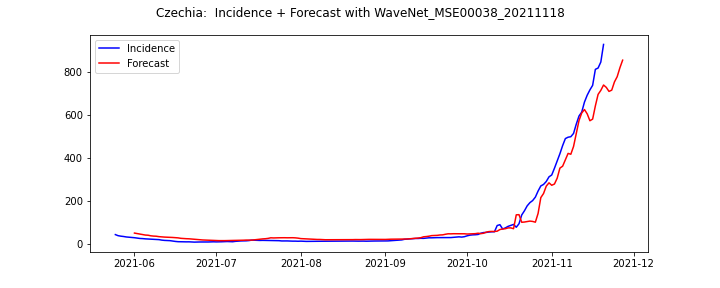 Czechia:  Incidence + Forecast with WaveNet_MSE00038_20211118
Incidence
Forecast
800
600
400
200
0
2021-06 2021-07 2021-08 2021-09 2021-10 2021-11 2021-12